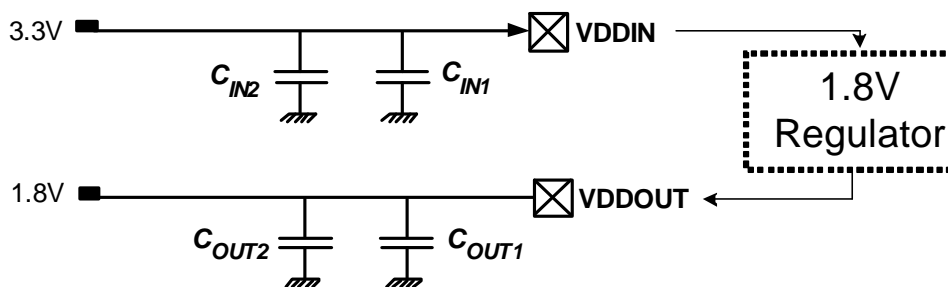 3.3V
VDDIN
C_IN2
C_IN1
1.8V
Regulator
1.8V
VDDOUT
C_OUT2
C_OUT1